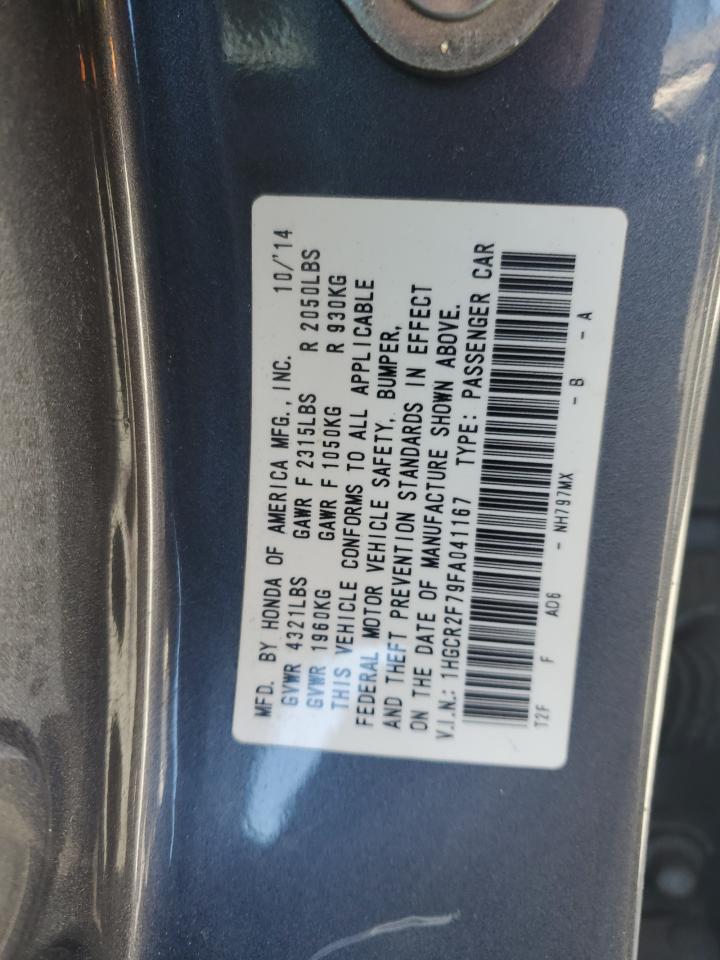 MFD. BY HONDA OF AMERICA MFG., INC. 10/'14
GVWR 4321LBS GAWR F 2315LBS R 2050LBS
GVWR 1960KG GAWR F 1050KG R 930KG
THIS VEHICLE CONFORMS TO ALL APPLICABLE
FEDERAL MOTOR VEHICLE SAFETY, BUMPER,
AND THEFT PREVENTION STANDARDS IN EFFECT
ON THE DATE OF MANUFACTURE SHOWN ABOVE.
V.I.N.: 1HGCR2F79FA041167 TYPE: PASSENGER CAR
T2F F AD6 - NH797MX - B - A